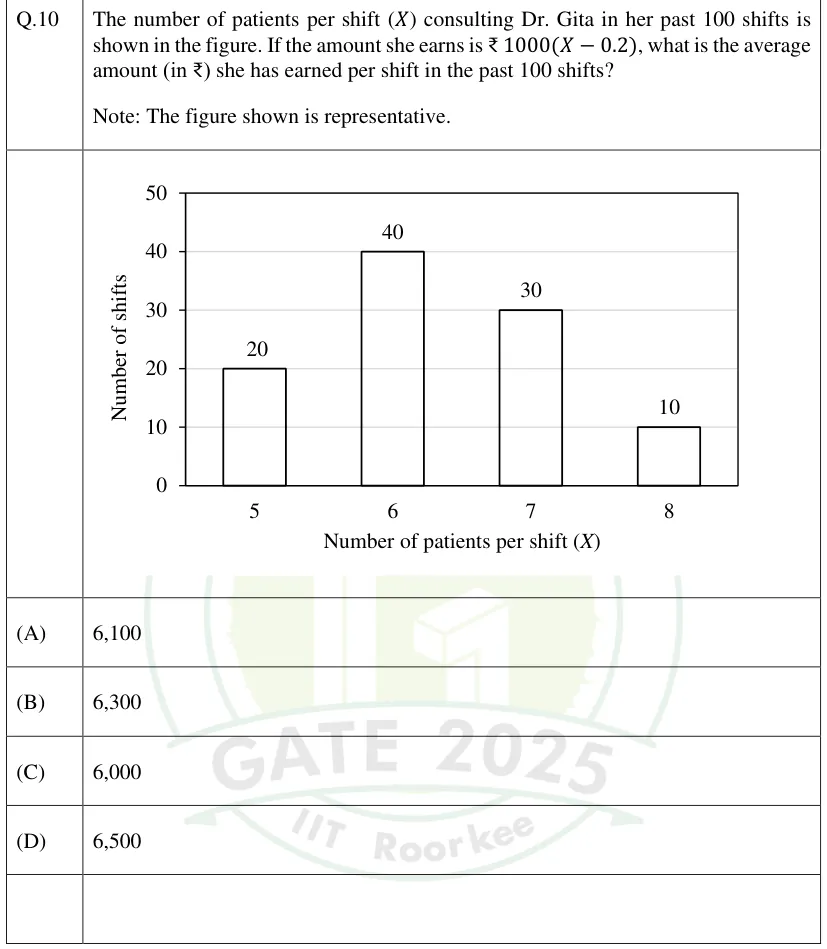 Q.10 The number of patients per shift (X) consulting Dr. Gita in her past 100 shifts is
shown in the figure. If the amount she earns is ₹ 1000(X − 0.2), what is the average
amount (in ₹) she has earned per shift in the past 100 shifts?
Note: The figure shown is representative.
50
40
30
20
10
0
Number of shifts
20
40
30
10
5 6 7 8
Number of patients per shift (X)
(A) 6,100
(B) 6,300
(C) 6,000
(D) 6,500
GATE 2025
IIT Roorkee